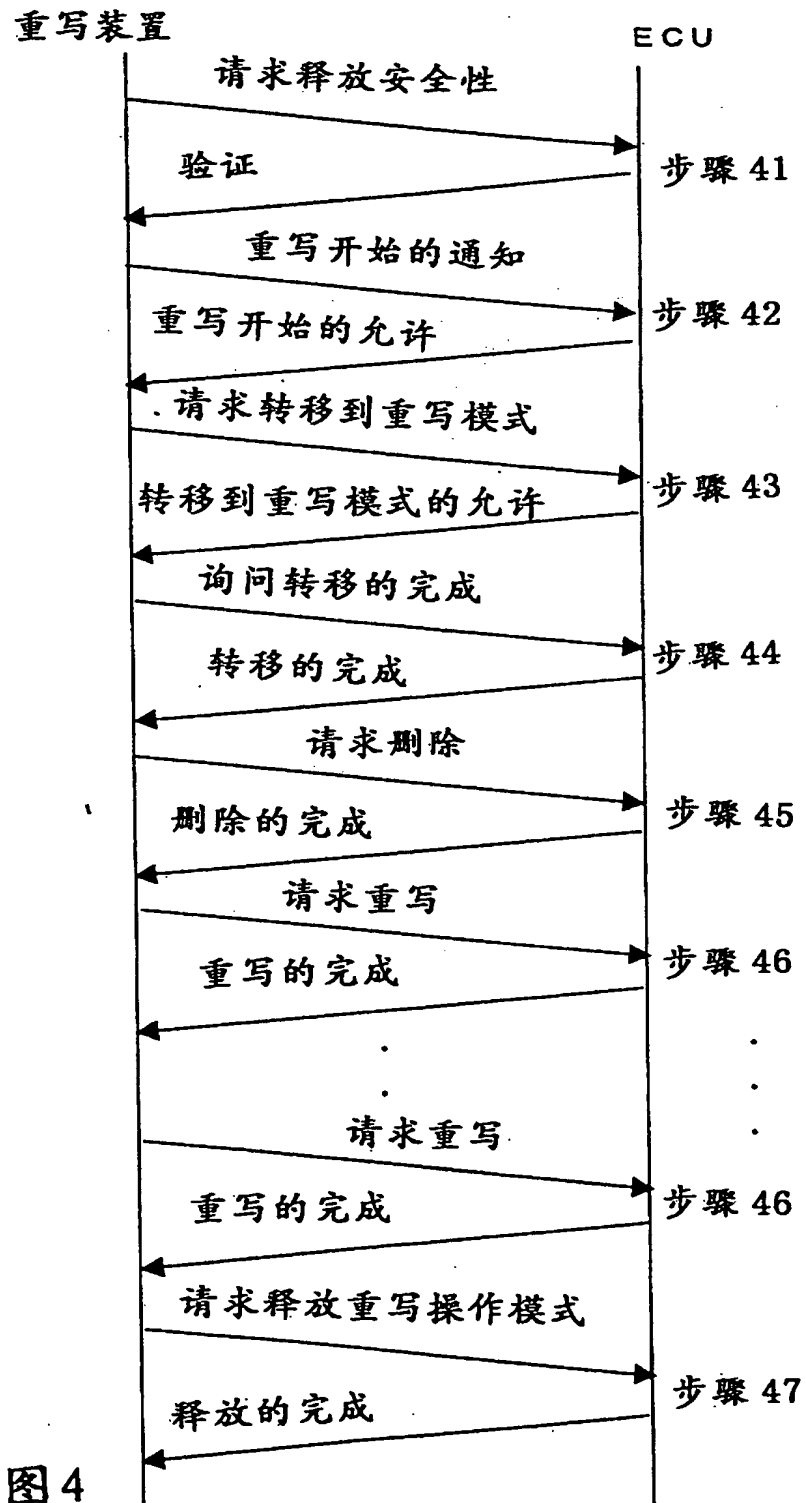 重写装置
ECU
请求释放安全性
验证
步骤 41
重写开始的通知
重写开始的允许
步骤 42
请求转移到重写模式
转移到重写模式的允许
步骤 43
询问转移的完成
转移的完成
步骤 44
请求删除
删除的完成
步骤 45
请求重写
重写的完成
步骤 46
请求重写
重写的完成
步骤 46
请求释放重写操作模式
释放的完成
步骤 47
图 4